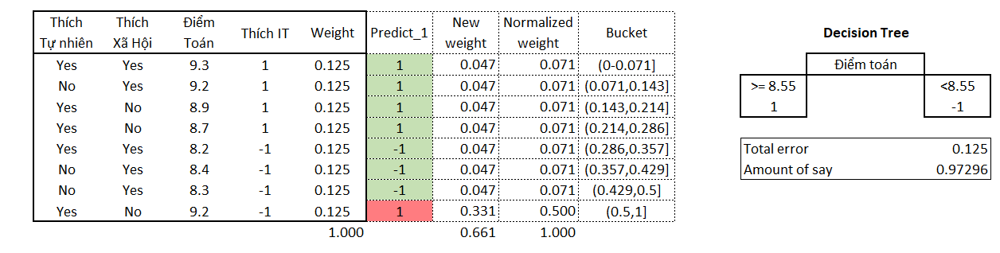 Thích Tự nhiên Thích Xã Hội Điểm Toán Thích IT Weight Predict_1 New weight Normalized weight Bucket
Yes Yes 9.3 1 0.125 1 0.047 0.071 (0-0.071]
No Yes 9.2 1 0.125 1 0.047 0.071 (0.071,0.143]
Yes No 8.9 1 0.125 1 0.047 0.071 (0.143,0.214]
Yes No 8.7 1 0.125 1 0.047 0.071 (0.214,0.286]
Yes Yes 8.2 -1 0.125 -1 0.047 0.071 (0.286,0.357]
No Yes 8.4 -1 0.125 -1 0.047 0.071 (0.357,0.429]
No Yes 8.3 -1 0.125 -1 0.047 0.071 (0.429,0.5]
Yes No 9.2 -1 0.125 1 0.331 0.500 (0.5,1]
1.000 0.661 1.000
Decision Tree
Điểm toán
>= 8.55 <8.55
1 -1
Total error 0.125
Amount of say 0.97296